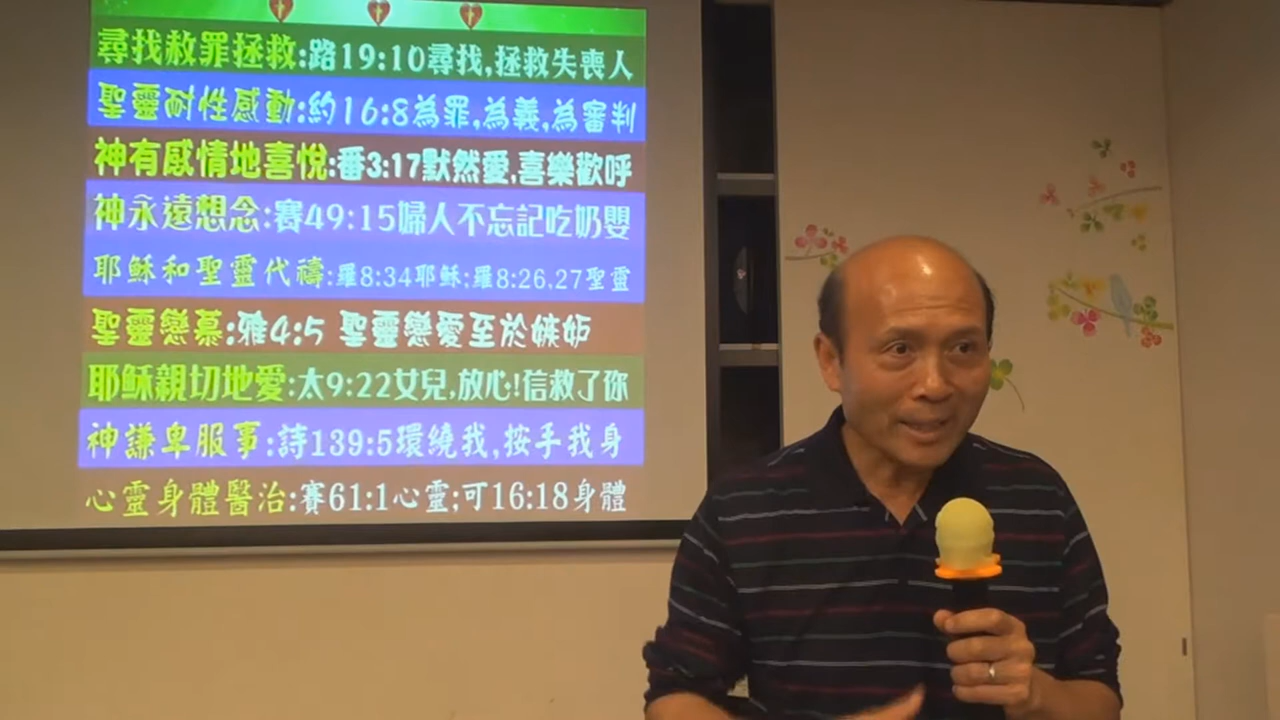 尋找赦罪拯救:路19:10尋找,拯救失喪人
聖靈耐性感動:約16:8為罪,為義,為審判
神有感情地喜悅:番3:17默然愛,喜樂歡呼
神永遠想念:賽49:15婦人不忘記吃奶嬰
耶穌和聖靈代禱:羅8:34耶穌;羅8:26,27聖靈
聖靈戀慕:雅4:5 聖靈戀愛至於嫉妒
耶穌親切地愛:太9:22女兒,放心!信救了你
神謙卑服事:詩139:5環繞我,按手我身
心靈身體醫治:賽61:1心靈;可16:18身體